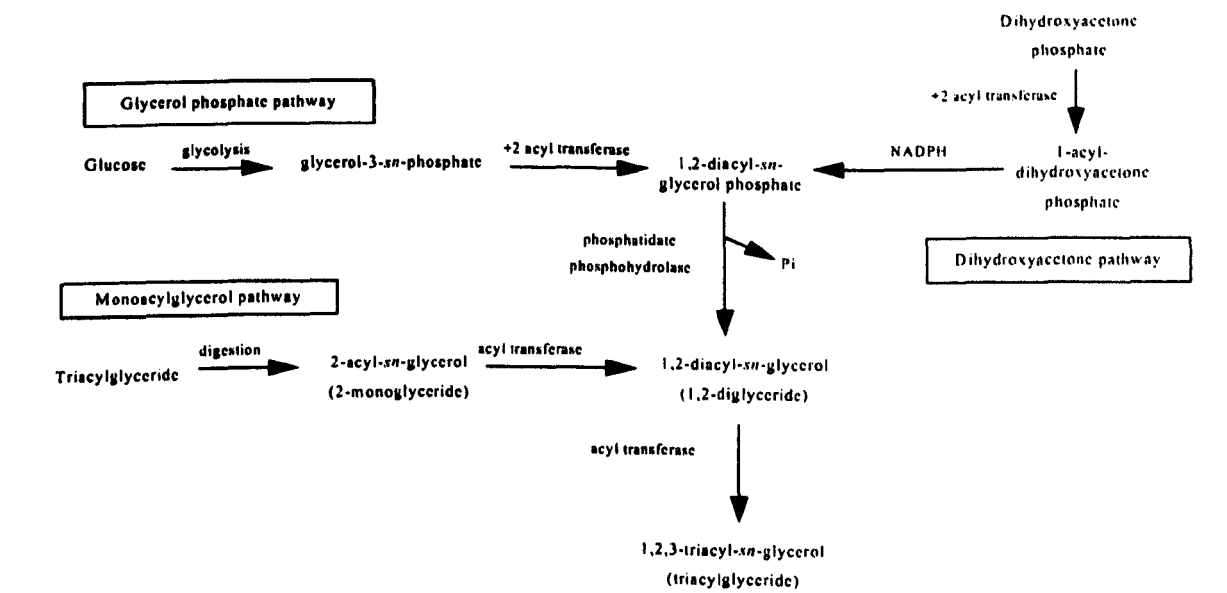 Dihydroxyacetone
phosphate
Glycerol phosphate pathway
+2 acyl transferase
Glucose
glycolysis
glycerol-3-sn-phosphate
+2 acyl transferase
1,2-diacyl-sn-
glycerol phosphate
NADPH
1-acyl-
dihydroxyacetone
phosphate
phosphatidate
phosphohydrolase
Pi
Dihydroxyacetone pathway
Monoacylglycerol pathway
Triacylglyceride
digestion
2-acyl-sn-glycerol
(2-monoglyceride)
acyl transferase
1,2-diacyl-sn-glycerol
(1,2-diglyceride)
acyl transferase
1,2,3-triacyl-sn-glycerol
(triacylglyceride)